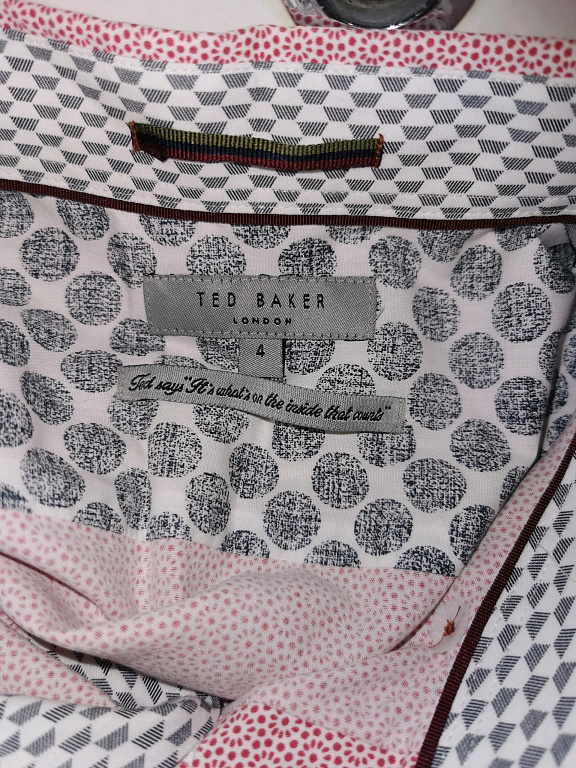 TED BAKER
LONDON
4
Ted says "It's what's on the inside that counts"